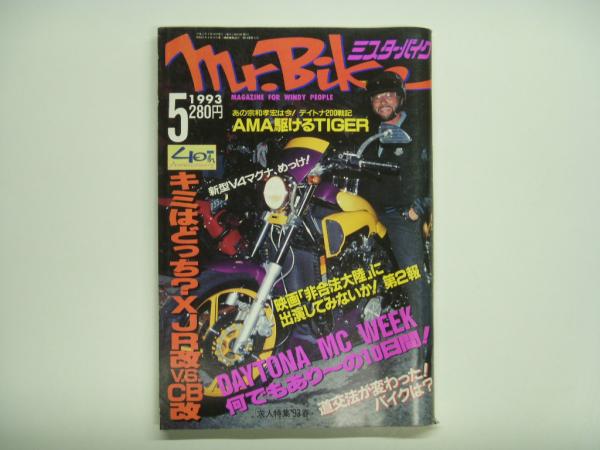 ミスター・バイク
Mr.Bike
MAGAZINE FOR WINDY PEOPLE
5
1993
280円
あの宗和孝宏は今! デイトナ200戦記
AMA駆けるTIGER
40th
新型V4マグナ、めっけ!
キミはどっち?XJR改VSCB改
映画「非合法大陸」に
出演してみないか! 第2報
DAYTONA MC WEEK
何でもあり〜の10日間!
道交法が変わった!
バイクは?
求人特集'93春